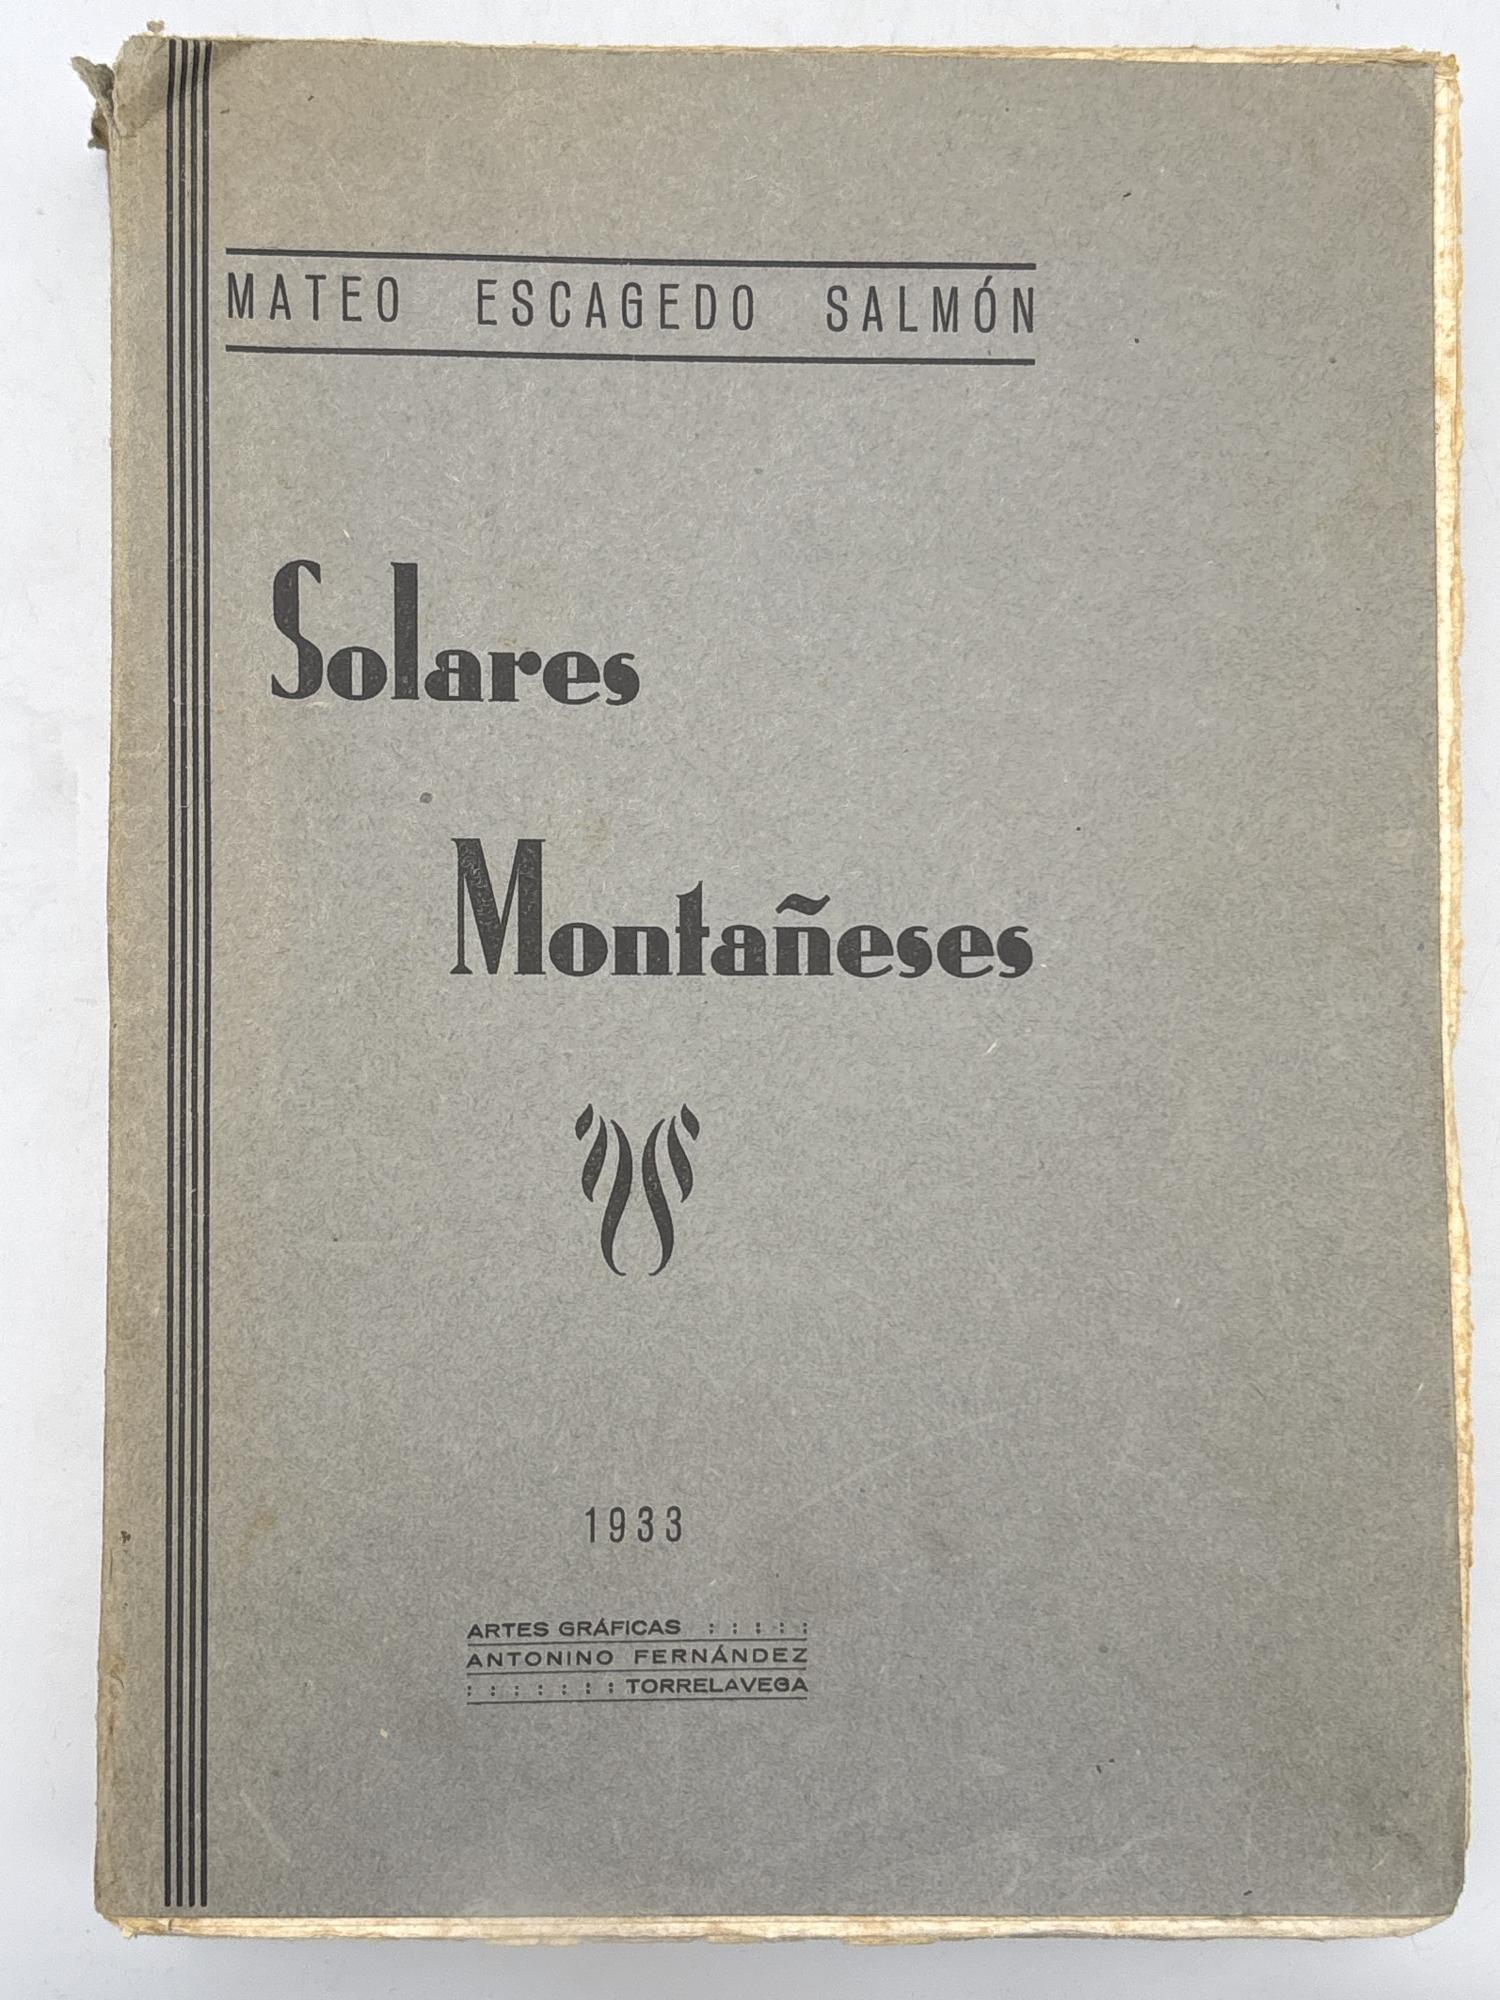 MATEO ESCAGEDO SALMÓN
Solares
Montañeses
1933
ARTES GRÁFICAS : : : : :
ANTONINO FERNÁNDEZ
: : : : : : : TORRELAVEGA